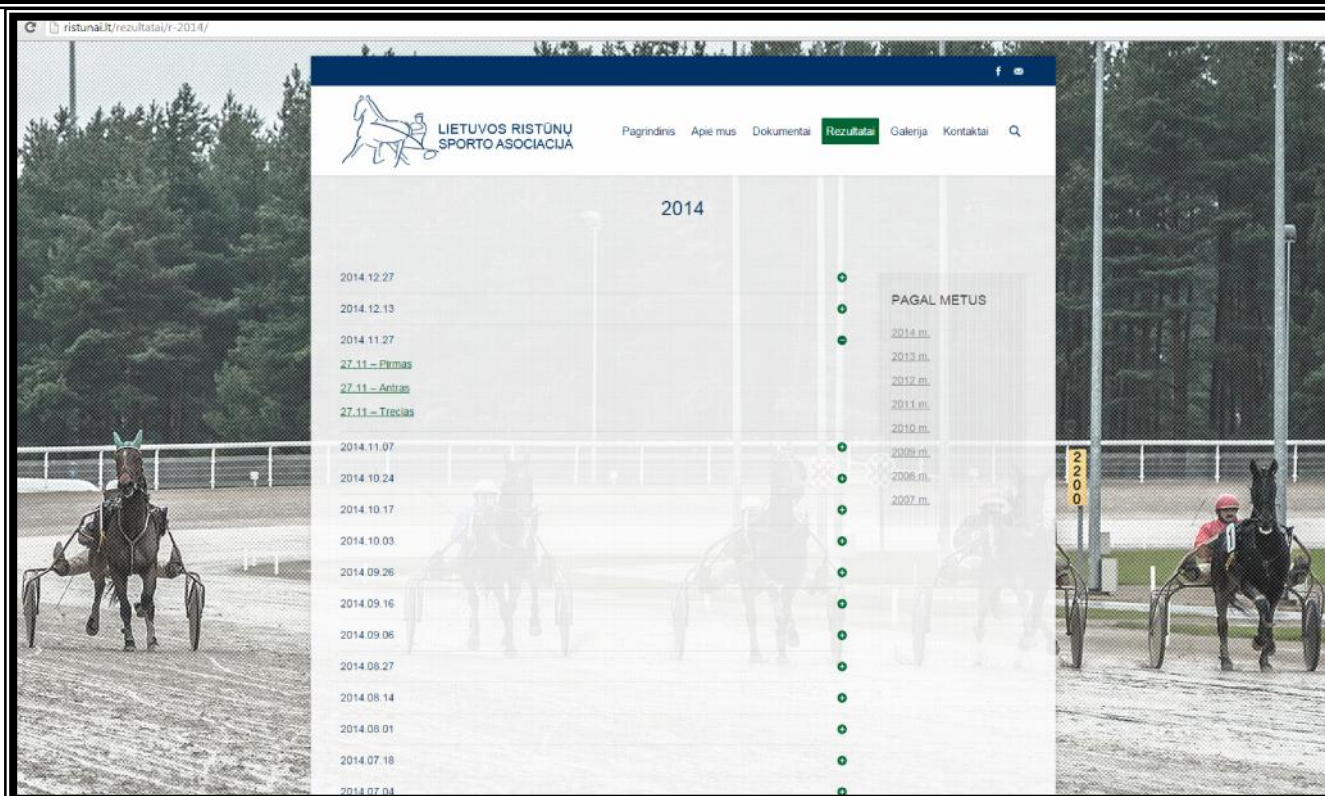 ristunai.lt/rezultatai/r-2014/
LIETUVOS RISTŪNŲ
SPORTO ASOCIACIJA
Pagrindinis Apie mus Dokumentai Rezultatai Galerija Kontaktai
2014
2014.12.27
2014.12.13
2014.11.27
27.11 – Pirmas
27.11 – Antras
27.11 – Trecias
2014.11.07
2014.10.24
2014.10.17
2014.10.03
2014.09.26
2014.09.16
2014.09.06
2014.08.27
2014.08.14
2014.08.01
2014.07.18
2014.07.04
PAGAL METUS
2014 m.
2013 m.
2012 m.
2011 m.
2010 m.
2009 m.
2008 m.
2007 m.
2200
1